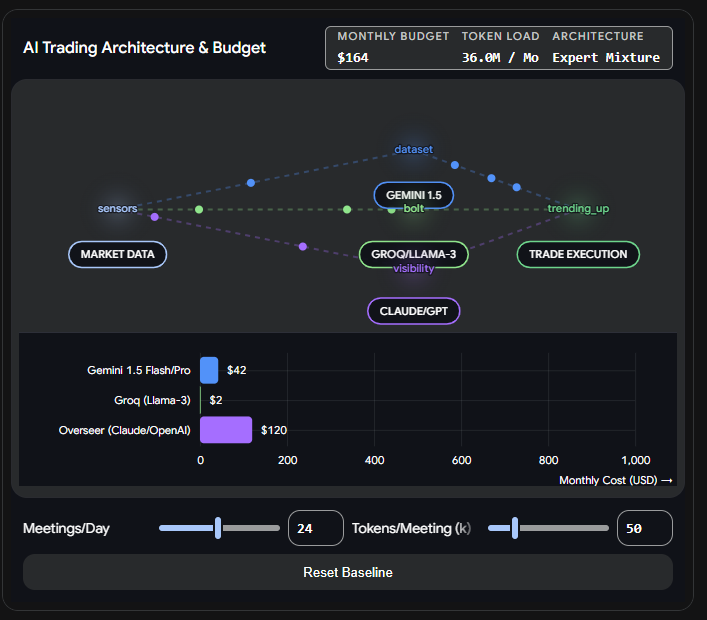 AI Trading Architecture & Budget
MONTHLY BUDGET TOKEN LOAD ARCHITECTURE
$164 36.0M / Mo Expert Mixture
dataset
GEMINI 1.5
sensors bolt trending_up
MARKET DATA GROQ/LLAMA-3 TRADE EXECUTION
visibility
CLAUDE/GPT
Gemini 1.5 Flash/Pro $42
Groq (Llama-3) $2
Overseer (Claude/OpenAI) $120
0 200 400 600 800 1,000
Monthly Cost (USD) →
Meetings/Day 24 Tokens/Meeting (k) 50
Reset Baseline